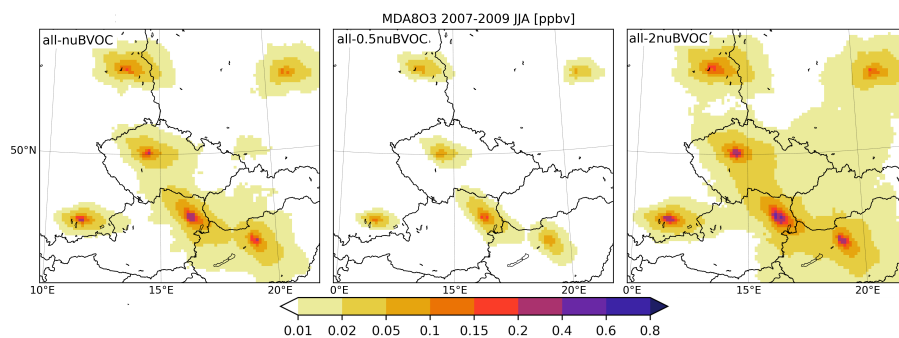 MDA8O3 2007-2009 JJA [ppbv]
all-nuBVOC
all-0.5nuBVOC
all-2nuBVOC
50°N
10°E 15°E 20°E 15°E 20°E 15°E 20°E
0.01 0.02 0.05 0.1 0.15 0.2 0.4 0.6 0.8